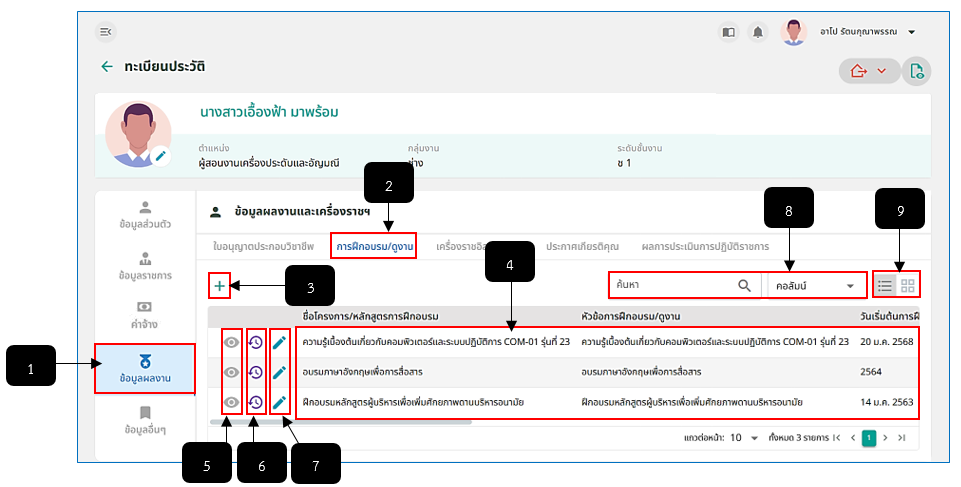 อาโป รัตนคุณาพรรณ
ทะเบียนประวัติ
นางสาวเอื้องฟ้า มาพร้อม
ตำแหน่ง กลุ่มงาน ระดับชั้นงาน
ผู้สอนงานเครื่องประดับและอัญมณี ช่าง ช 1
2
8
9
ข้อมูลส่วนตัว
ข้อมูลผลงานและเครื่องราชฯ
ใบอนุญาตประกอบวิชาชีพ การฝึกอบรม/ดูงาน ประกาศเกียรติคุณ ผลการประเมินการปฏิบัติราชการ
4
ข้อมูลราชการ
3
ค้นหา คอลัมน์
ชื่อโครงการ/หลักสูตรการฝึกอบรม หัวข้อการฝึกอบรม/ดูงาน วันเริ่มต้นการฝึ
ค่าจ้าง
ความรู้เบื้องต้นเกี่ยวกับคอมพิวเตอร์และระบบปฏิบัติการ COM-01 รุ่นที่ 23 ความรู้เบื้องต้นเกี่ยวกับคอมพิวเตอร์และระบบปฏิบัติการ COM-01 รุ่นที่ 23 20 ม.ค. 2568
1
ข้อมูลผลงาน
อบรมภาษาอังกฤษเพื่อการสื่อสาร อบรมภาษาอังกฤษเพื่อการสื่อสาร 2564
ฝึกอบรมหลักสูตรผู้บริหารเพื่อเพิ่มศักยภาพด้านบริหารอนามัย ฝึกอบรมหลักสูตรผู้บริหารเพื่อเพิ่มศักยภาพด้านบริหารอนามัย 14 ม.ค. 2563
ข้อมูลอื่นๆ
แถวต่อหน้า: 10 ทั้งหมด 3 รายการ 1
5
6
7